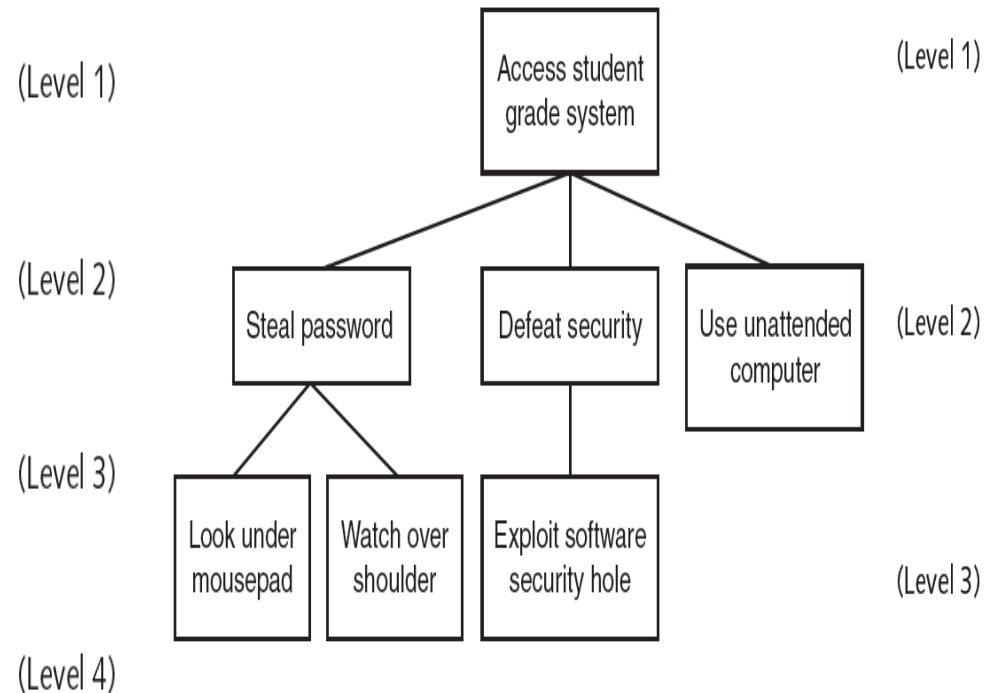 (Level 1)
Access student
grade system
(Level 1)
(Level 2)
Steal password
Defeat security
Use unattended
computer
(Level 2)
(Level 3)
Look under
mousepad
Watch over
shoulder
Exploit software
security hole
(Level 3)
(Level 4)